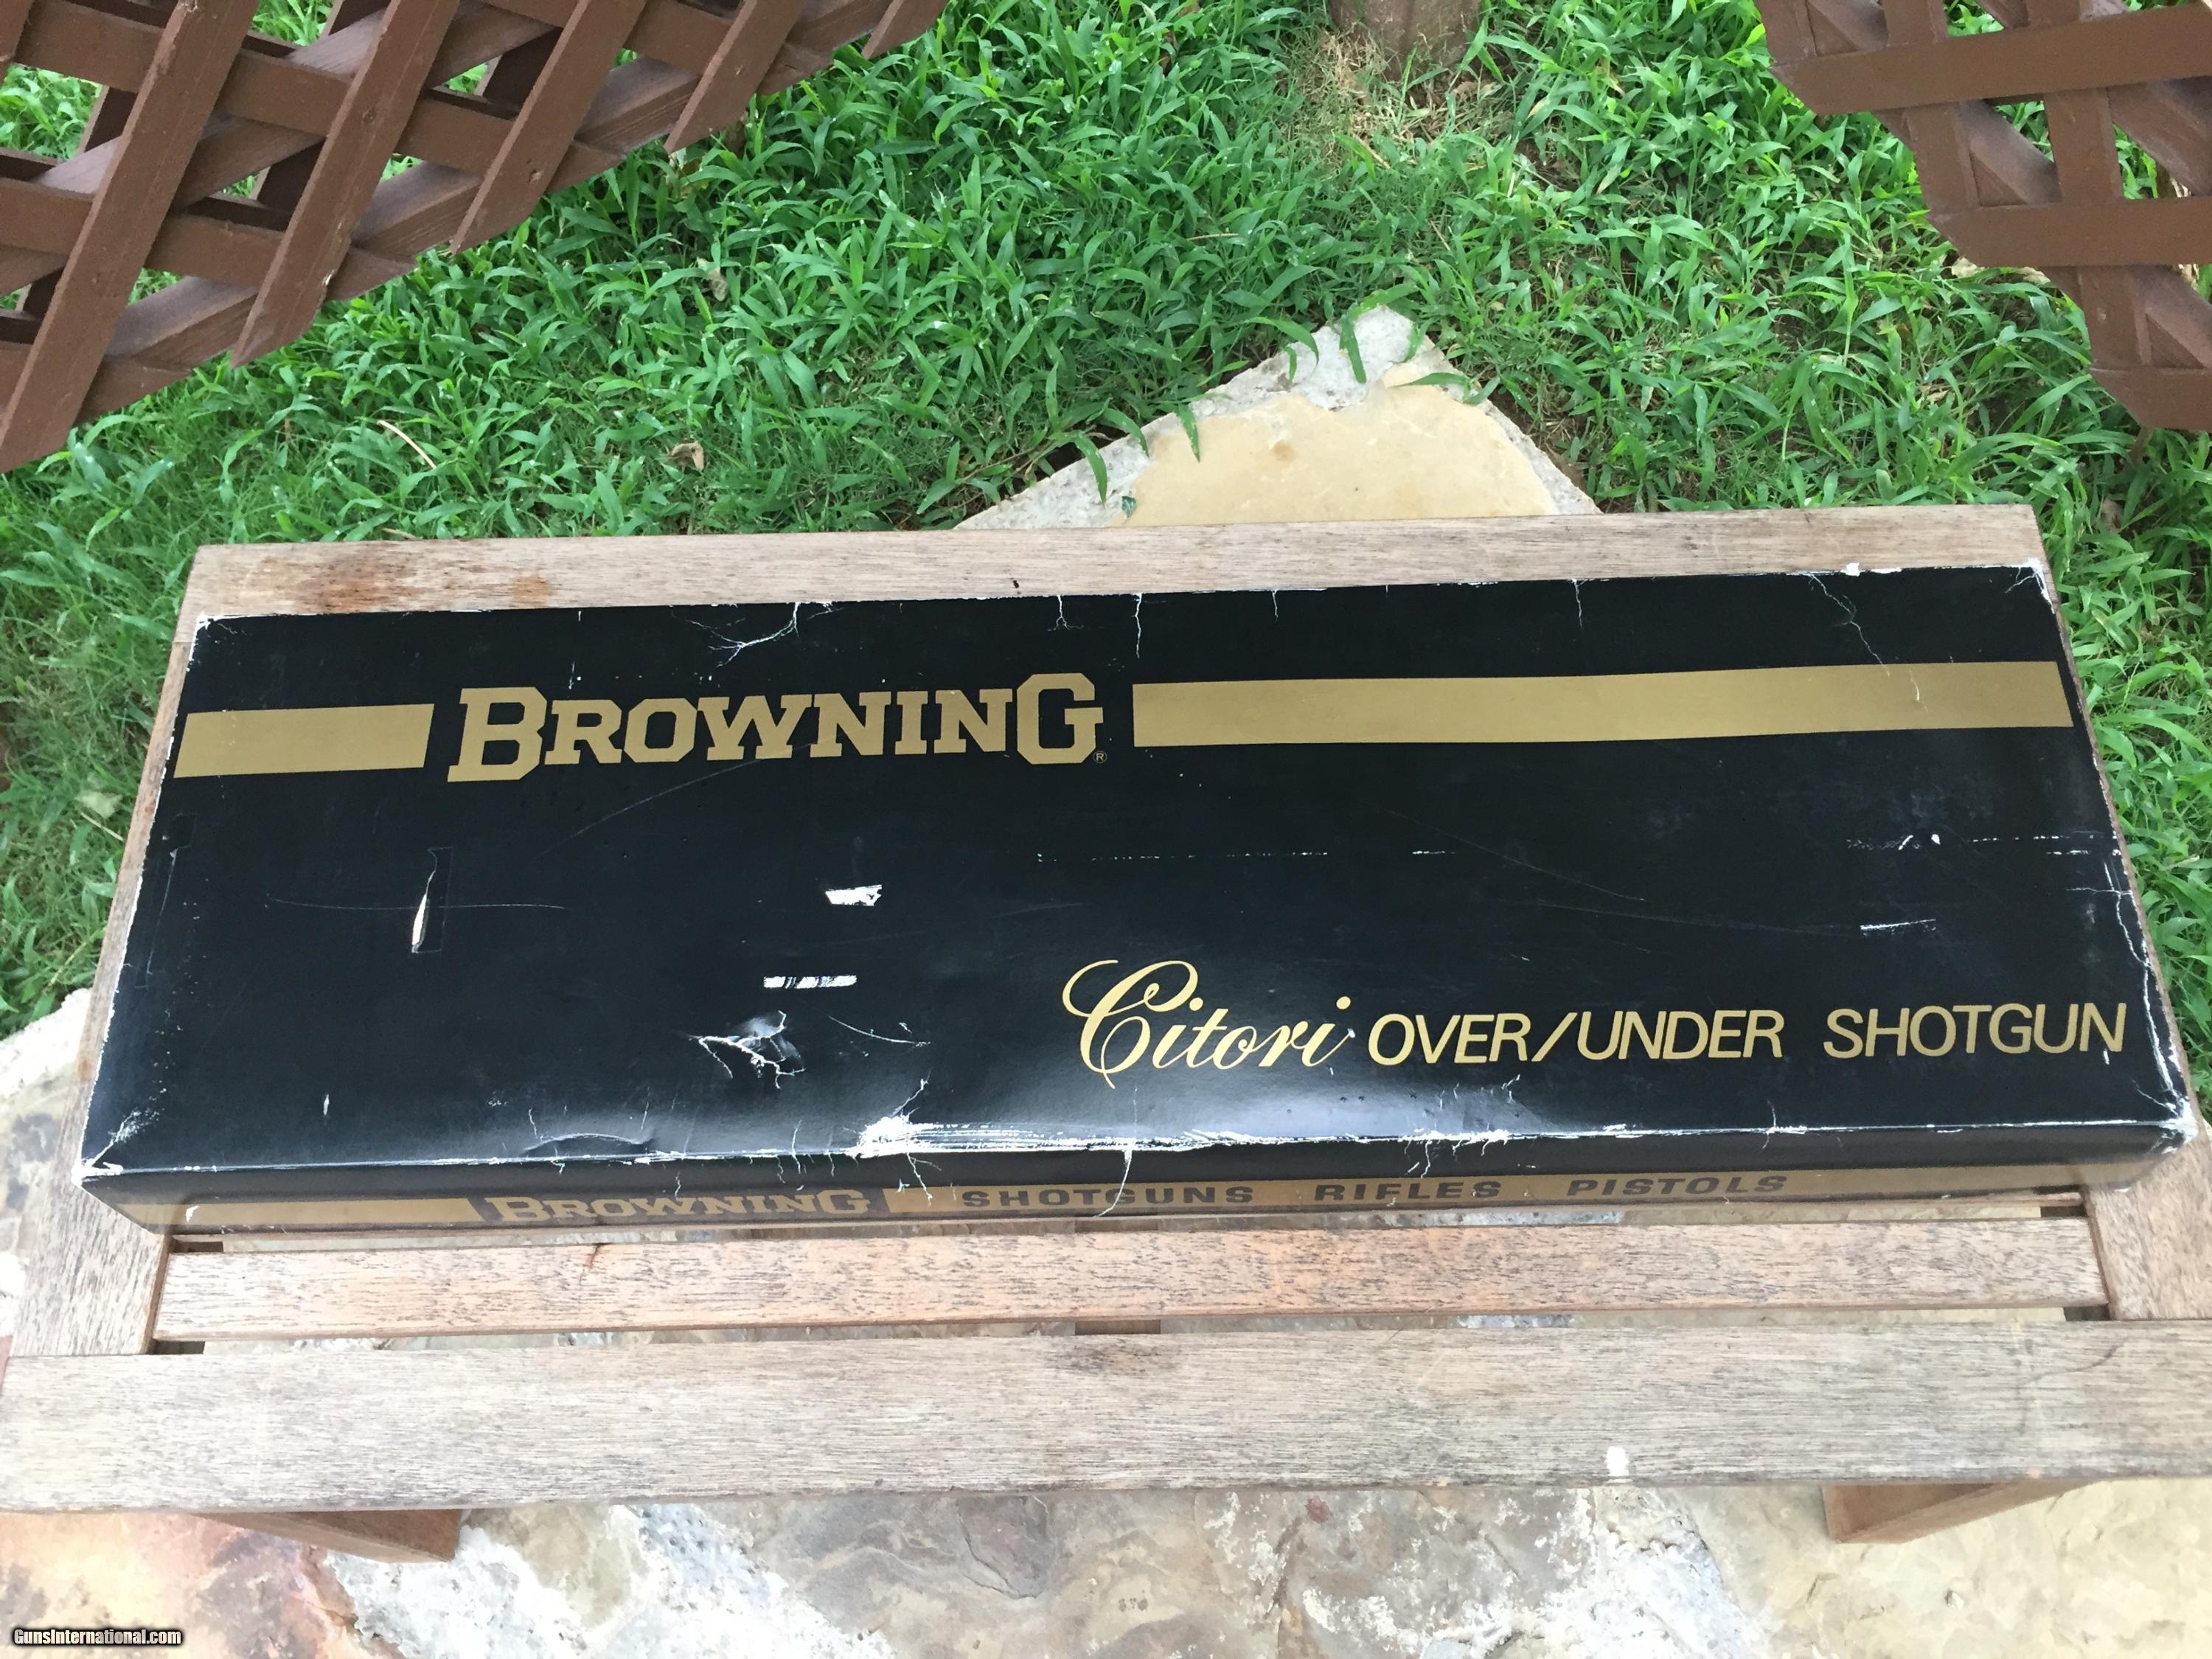 BROWNING ®
Citori OVER/UNDER SHOTGUN
BROWNING SHOTGUNS RIFLES PISTOLS
GunsInternational.com